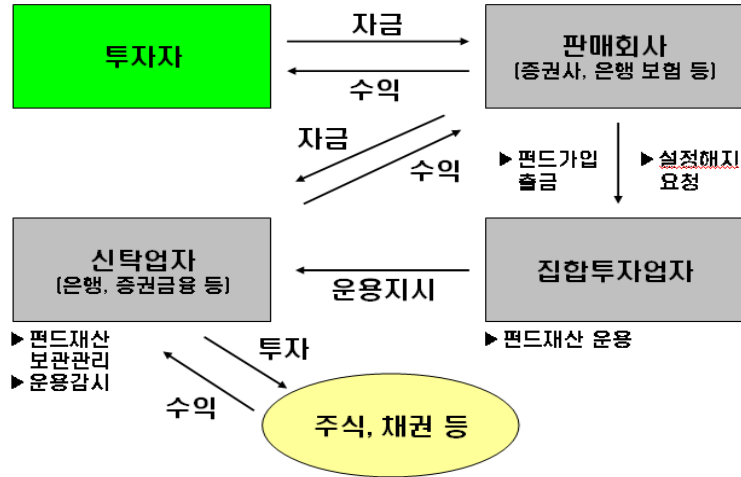 투자자
자금
수익
판매회사
(증권사, 은행 보험 등)
자금
수익
▶ 펀드가입
출금
▶ 설정해지
요청
신탁업자
(은행, 증권금융 등)
운용지시
집합투자업자
▶ 펀드재산
보관관리
▶ 운용감시
투자
수익
▶ 펀드재산 운용
주식, 채권 등